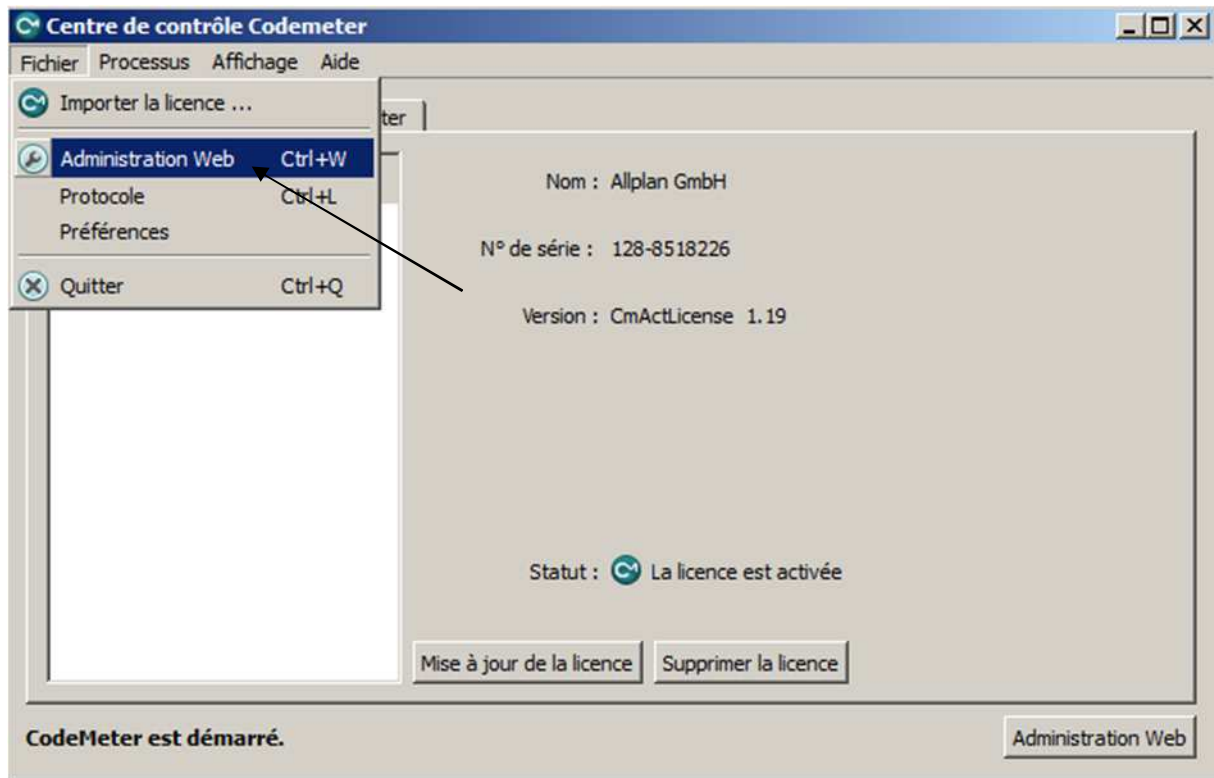 Centre de contrôle Codemeter
Fichier Processus Affichage Aide
Importer la licence ...
ter
Administration Web Ctrl+W
Protocole Ctrl+L
Préférences
Quitter Ctrl+Q
Nom : Allplan GmbH
N° de série : 128-8518226
Version : CmActLicense 1.19
Statut : La licence est activée
Mise à jour de la licence Supprimer la licence
CodeMeter est démarré. Administration Web